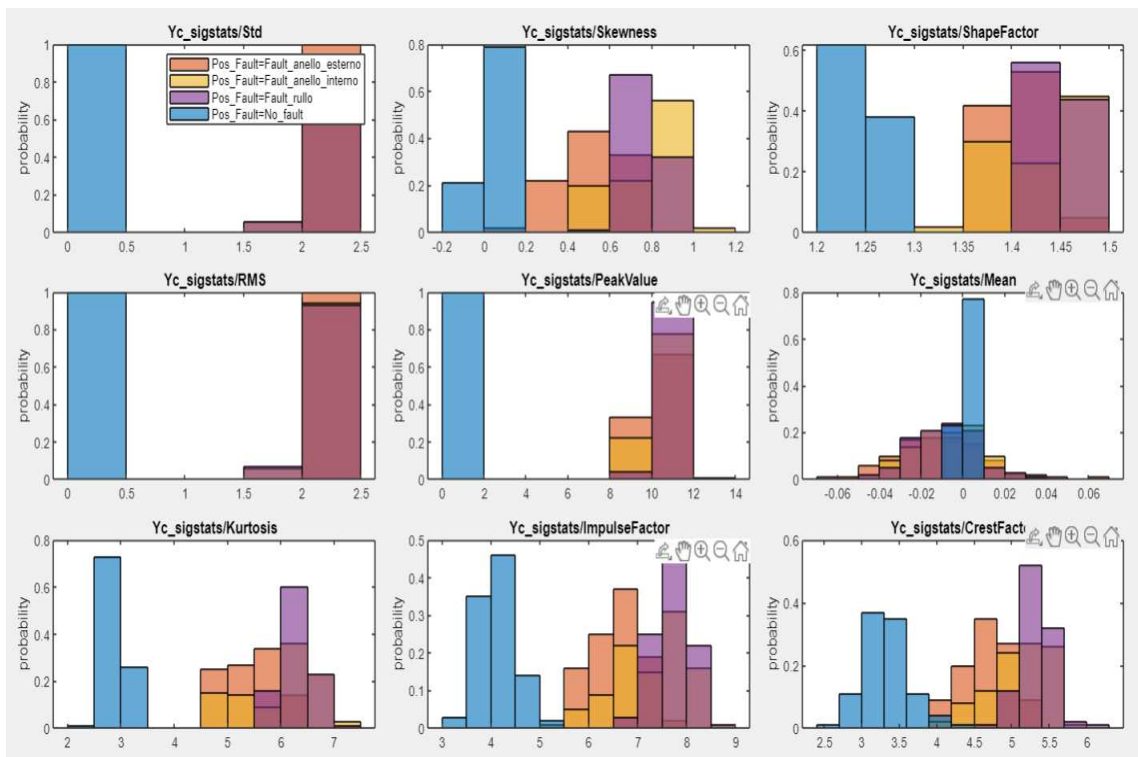 Yc_sigstats/Std
1
0.8
0.6
0.4
0.2
0
probability
Pos_Fault=Fault_anello_esterno
Pos_Fault=Fault_anello_interno
Pos_Fault=Fault_rullo
Pos_Fault=No_fault
0 0.5 1 1.5 2 2.5
Yc_sigstats/Skewness
0.8
0.6
0.4
0.2
0
probability
-0.2 0 0.2 0.4 0.6 0.8 1 1.2
Yc_sigstats/ShapeFactor
0.6
0.4
0.2
0
probability
1.2 1.25 1.3 1.35 1.4 1.45 1.5
Yc_sigstats/RMS
1
0.8
0.6
0.4
0.2
0
probability
0 0.5 1 1.5 2 2.5
Yc_sigstats/PeakValue
1
0.8
0.6
0.4
0.2
0
probability
0 2 4 6 8 10 12 14
Yc_sigstats/Mean
0.8
0.6
0.4
0.2
0
probability
-0.06 -0.04 -0.02 0 0.02 0.04 0.06
Yc_sigstats/Kurtosis
0.8
0.6
0.4
0.2
0
probability
2 3 4 5 6 7
Yc_sigstats/ImpulseFactor
0.5
0.4
0.3
0.2
0.1
0
probability
3 4 5 6 7 8 9
Yc_sigstats/CrestFact
0.6
0.4
0.2
0
probability
2.5 3 3.5 4 4.5 5 5.5 6